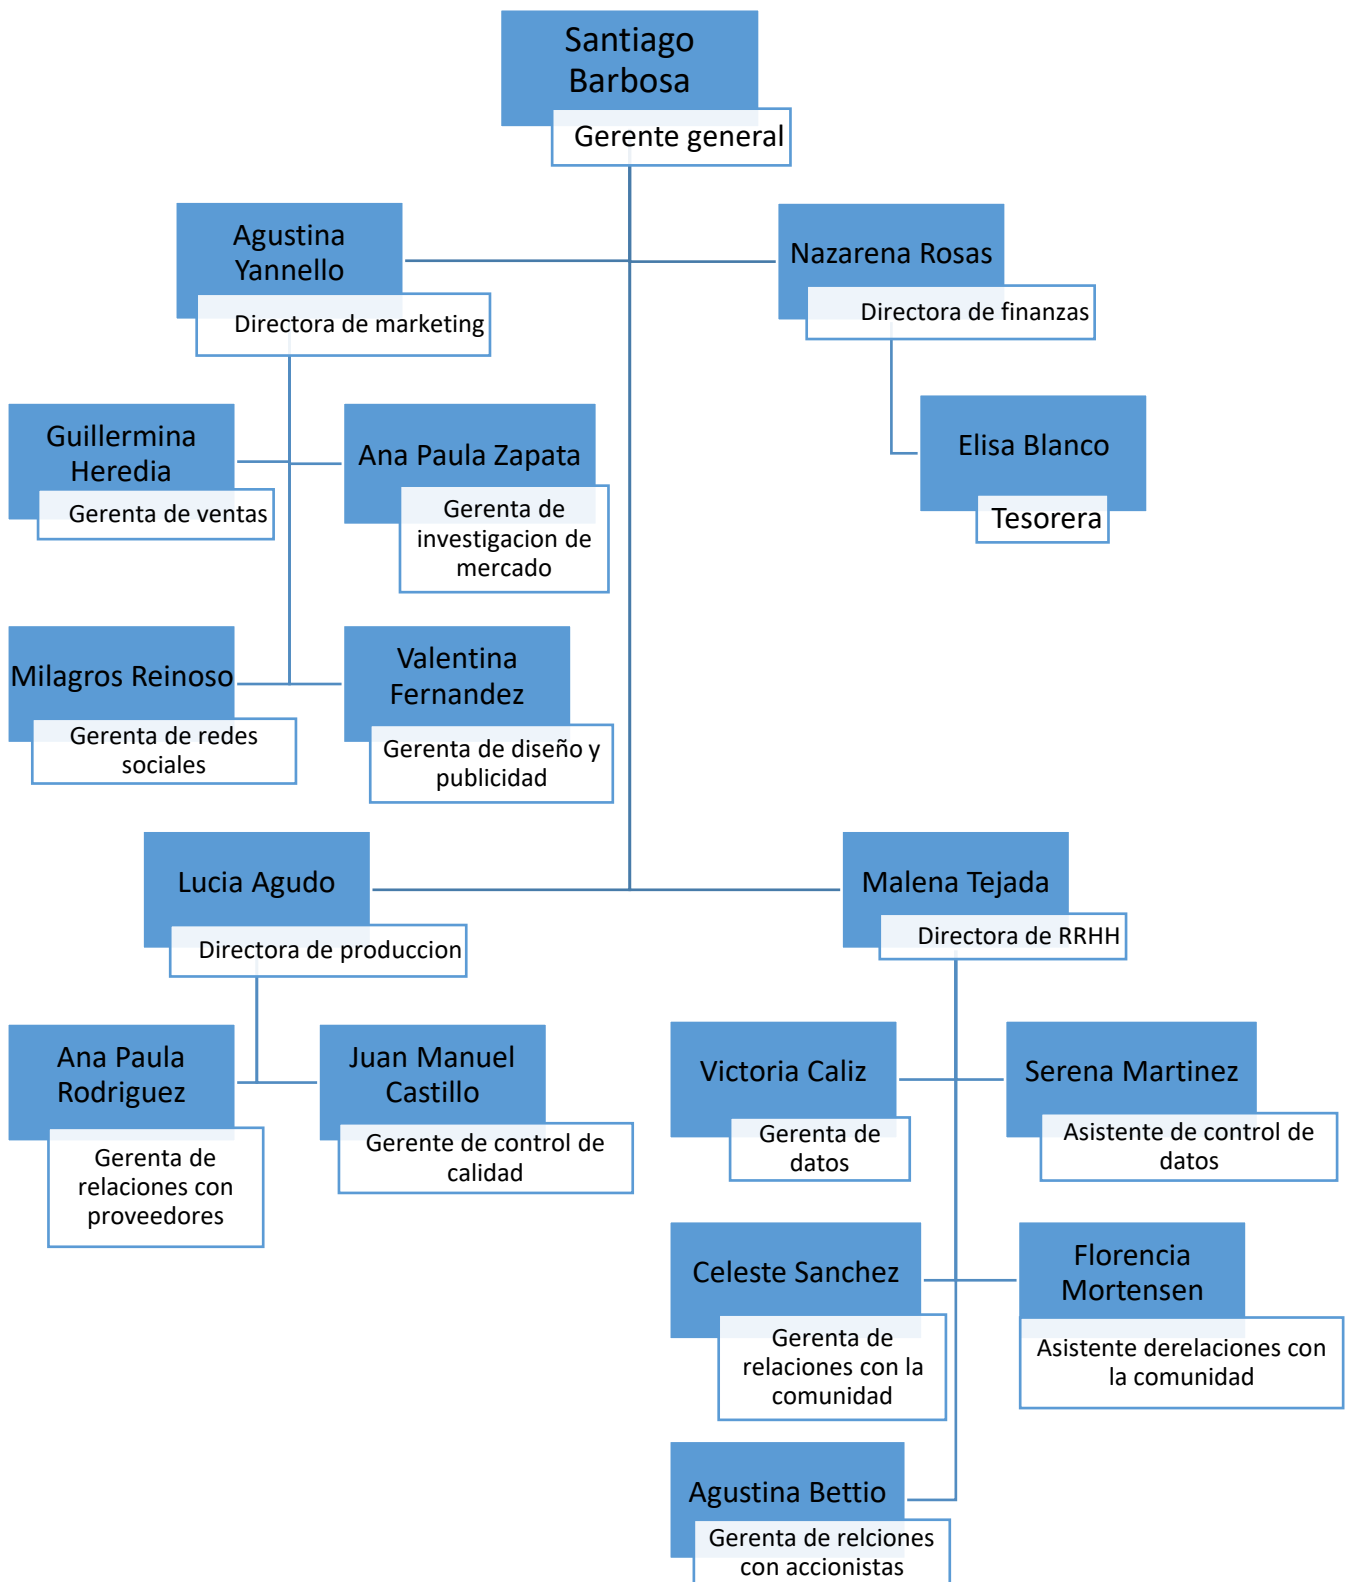 Santiago
Barbosa
Gerente general
Agustina
Yannello
Directora de marketing
Nazarena Rosas
Directora de finanzas
Guillermina
Heredia
Gerenta de ventas
Ana Paula Zapata
Gerenta de
investigacion de
mercado
Elisa Blanco
Tesorera
Milagros Reinoso
Gerenta de redes
sociales
Valentina
Fernandez
Gerenta de diseño y
publicidad
Lucia Agudo
Directora de produccion
Malena Tejada
Directora de RRHH
Ana Paula
Rodriguez
Gerenta de
relaciones con
proveedores
Juan Manuel
Castillo
Gerente de control de
calidad
Victoria Caliz
Gerenta de
datos
Serena Martinez
Asistente de control de
datos
Celeste Sanchez
Gerenta de
relaciones con la
comunidad
Florencia
Mortensen
Asistente derelaciones con
la comunidad
Agustina Bettio
Gerenta de relciones
con accionistas